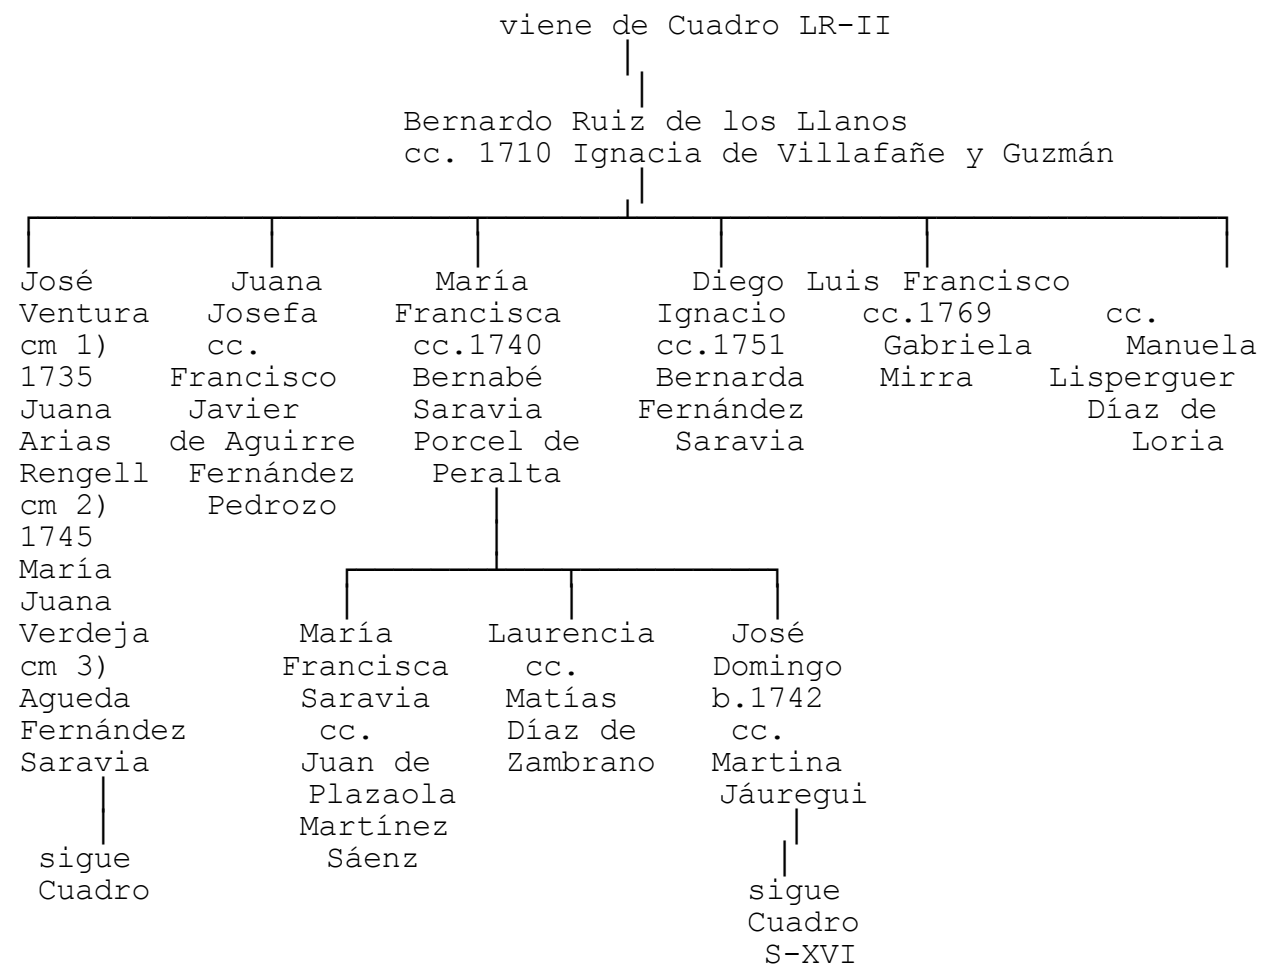 viene de Cuadro LR-II
Bernardo Ruiz de los Llanos
cc. 1710 Ignacia de Villafañe y Guzmán
José Juana María Diego Luis Francisco
Ventura Josefa Francisca Ignacio cc.1769 cc.
cm 1) cc. cc.1740 cc.1751 Gabriela Manuela
1735 Francisco Bernabé Bernarda Mirra Lisperguer
Juana Javier Saravia Fernández Díaz de
Arias de Aguirre Porcel de Saravia Loria
Rengell Fernández Peralta
cm 2) Pedrozo
1745
María
Juana
Verdeja María Laurencia José
cm 3) Francisca cc. Domingo
Agueda Saravia Matías b.1742
Fernández cc. Díaz de cc.
Saravia Juan de Zambrano Martina
Plazaola Jáuregui
Martínez
sigue Sáenz
Cuadro sigue
Cuadro
S-XVI